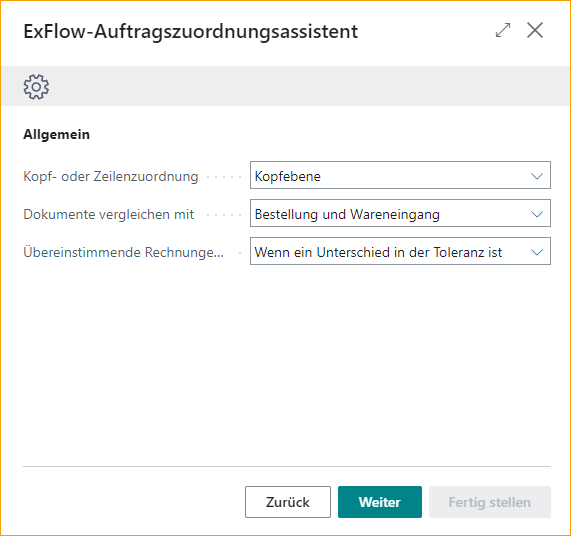 ExFlow-Auftragszuordnungsassistent
Allgemein
Kopf- oder Zeilenzuordnung Kopfebene
Dokumente vergleichen mit Bestellung und Wareneingang
Übereinstimmende Rechnunge... Wenn ein Unterschied in der Toleranz ist
Zurück Weiter Fertig stellen